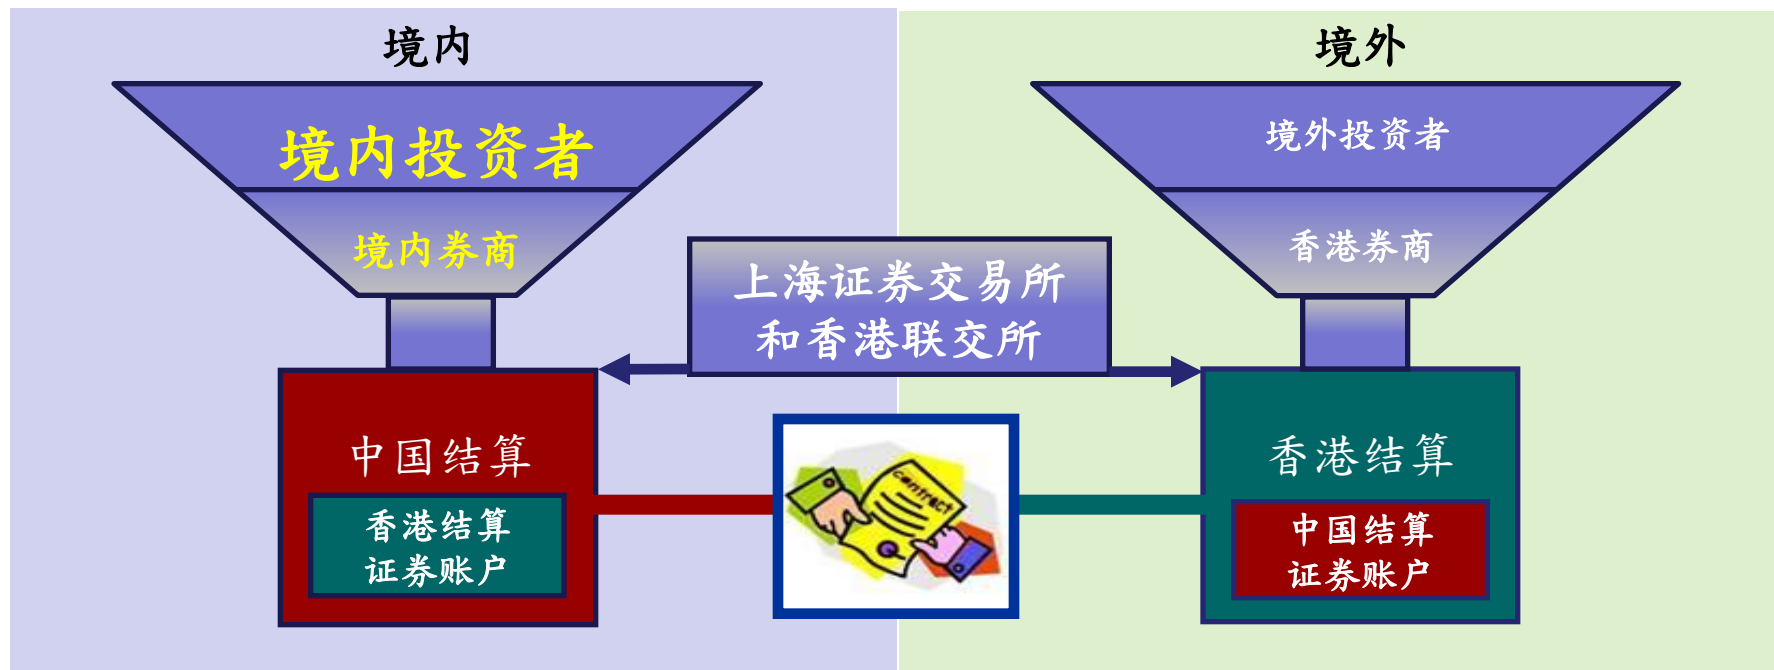 境内
境外
境内投资者
境外投资者
境内券商
香港券商
上海证券交易所
和香港联交所
中国结算
香港结算
香港结算
证券账户
contract
中国结算
证券账户